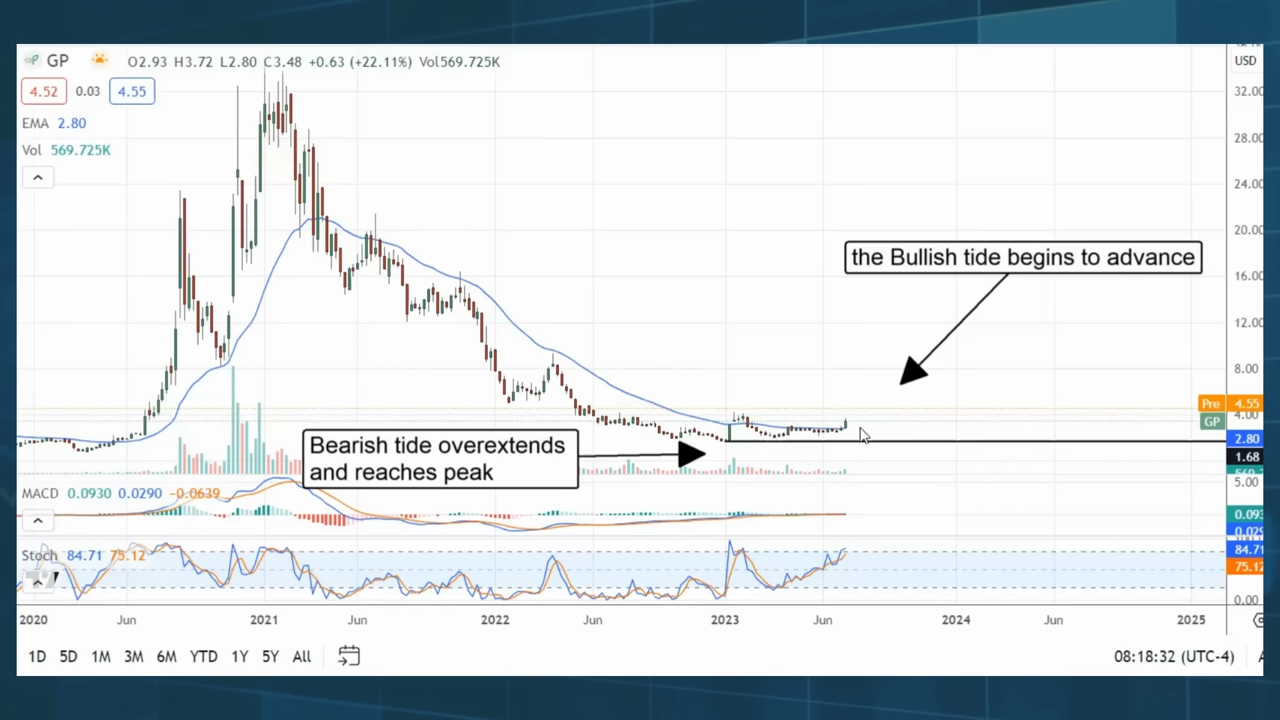 GP O2.93 H3.72 L2.80 C3.48 +0.63 (+22.11%) Vol569.725K
USD
4.52 0.03 4.55
32.00
EMA 2.80
28.00
Vol 569.725K
24.00
20.00
the Bullish tide begins to advance
16.00
12.00
8.00
Pre 4.55
4.00
GP
Bearish tide overextends
and reaches peak
2.80
1.68
5.00
MACD 0.0930 0.0290 −0.0639
0.093
0.029
Stoch 84.71 75.12
84.71
75.12
0.00
2020 Jun 2021 Jun 2022 Jun 2023 Jun 2024 Jun 2025
1D 5D 1M 3M 6M YTD 1Y 5Y All
08:18:32 (UTC-4)